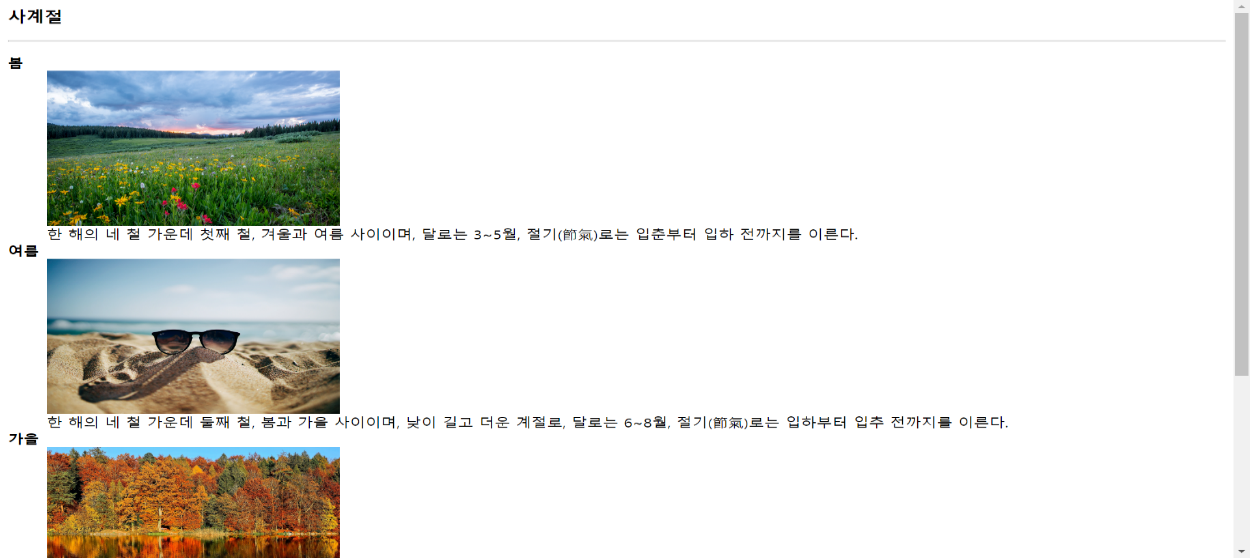 사계절
봄
한 해의 네 철 가운데 첫째 철, 겨울과 여름 사이이며, 달로는 3~5월, 절기(節氣)로는 입춘부터 입하 전까지를 이른다.
여름
한 해의 네 철 가운데 둘째 철, 봄과 가을 사이이며, 낮이 길고 더운 계절로, 달로는 6~8월, 절기(節氣)로는 입하부터 입추 전까지를 이른다.
가을